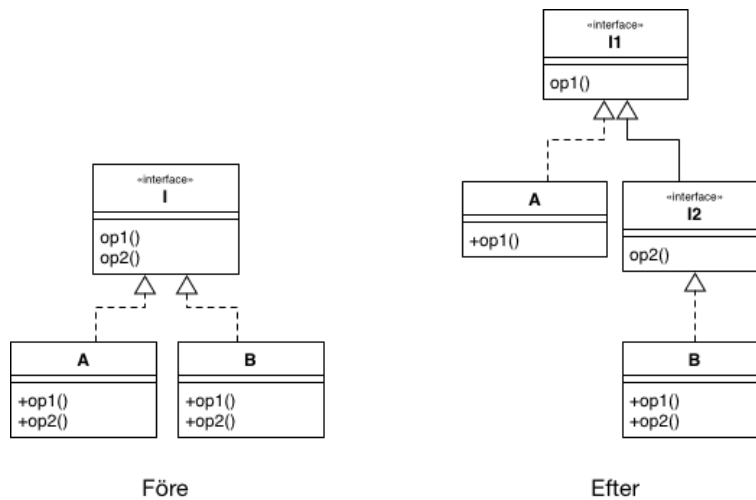 «interface»
I
op1()
op2()
A
+op1()
+op2()
B
+op1()
+op2()
Före
«interface»
I1
op1()
A
+op1()
«interface»
I2
op2()
B
+op1()
+op2()
Efter